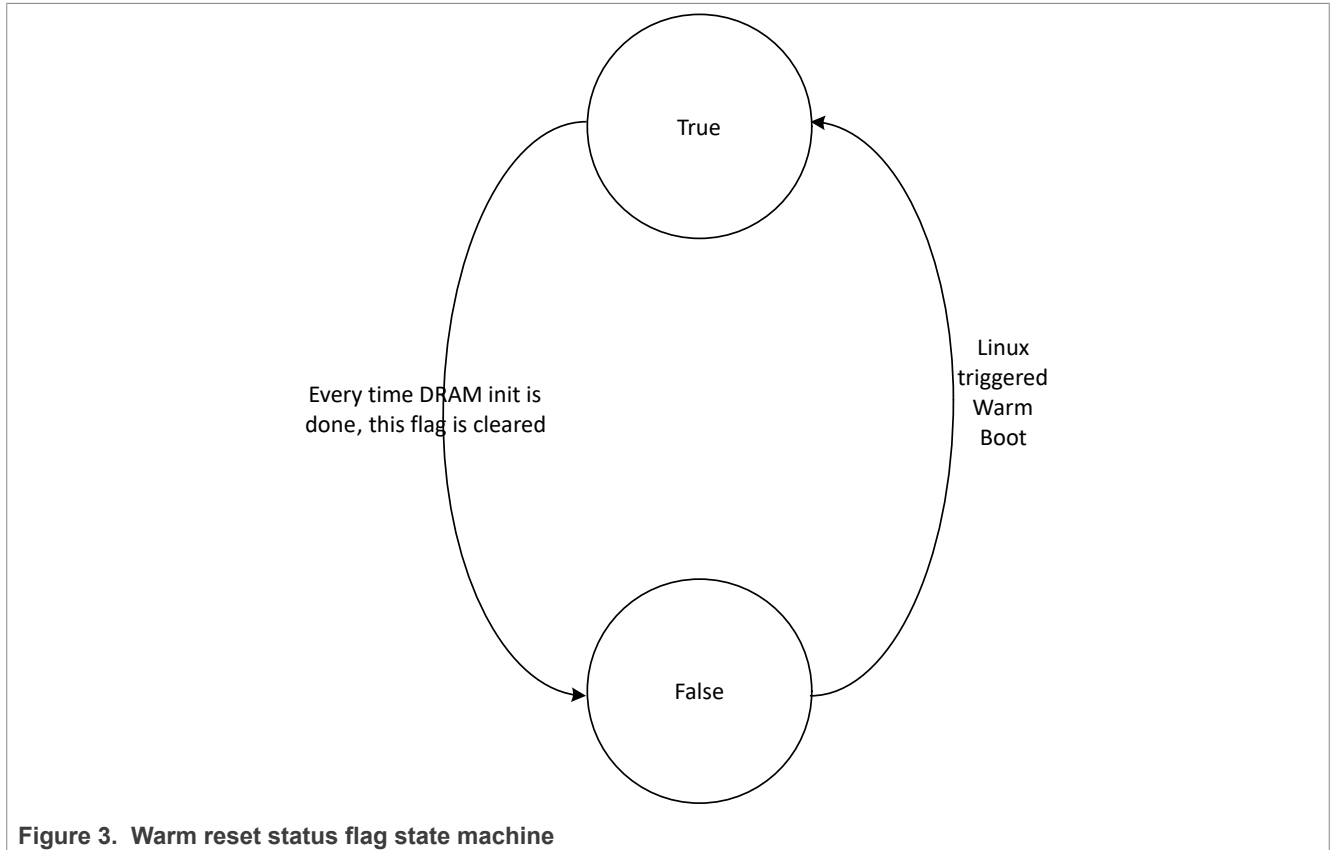 True
Every time DRAM init is
done, this flag is cleared
Linux
triggered
Warm
Boot
False
Figure 3. Warm reset status flag state machine